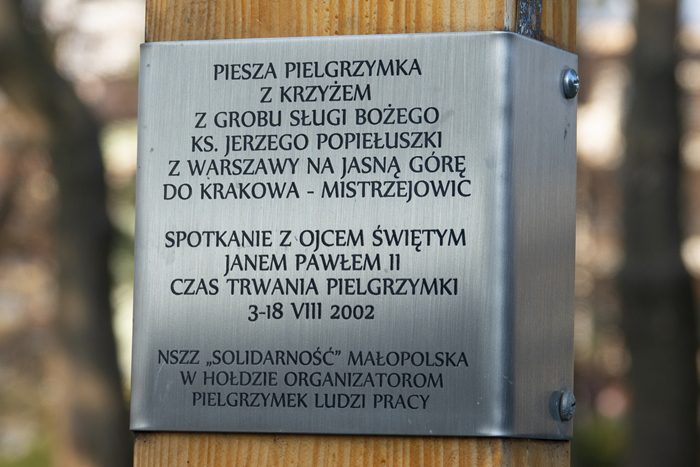 PIESZA PIELGRZYMKA
Z KRZYŻEM
Z GROBU SŁUGI BOŻEGO
KS. JERZEGO POPIEŁUSZKI
Z WARSZAWY NA JASNĄ GÓRĘ
DO KRAKOWA - MISTRZEJOWIC
SPOTKANIE Z OJCEM ŚWIĘTYM
JANEM PAWŁEM II
CZAS TRWANIA PIELGRZYMKI
3-18 VIII 2002
NSZZ „SOLIDARNOŚĆ” MAŁOPOLSKA
W HOŁDZIE ORGANIZATOROM
PIELGRZYMEK LUDZI PRACY